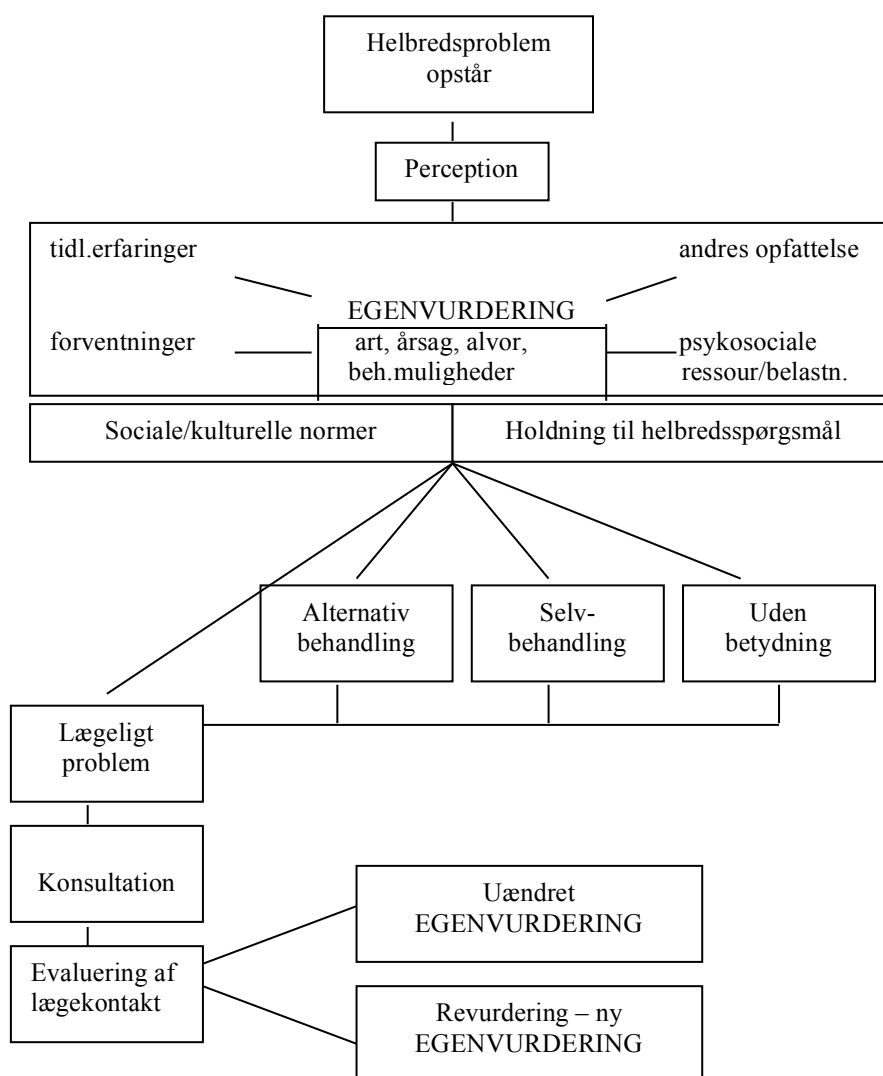 Helbredsproblem
opstår
Perception
tidl.erfaringer
andres opfattelse
EGENVURDERING
forventninger
art, årsag, alvor,
beh.muligheder
psykosociale
ressour/belastn.
Sociale/kulturelle normer
Holdning til helbredsspørgsmål
Alternativ
behandling
Selv-
behandling
Uden
betydning
Lægeligt
problem
Konsultation
Uændret
EGENVURDERING
Evaluering af
lægekontakt
Revurdering – ny
EGENVURDERING